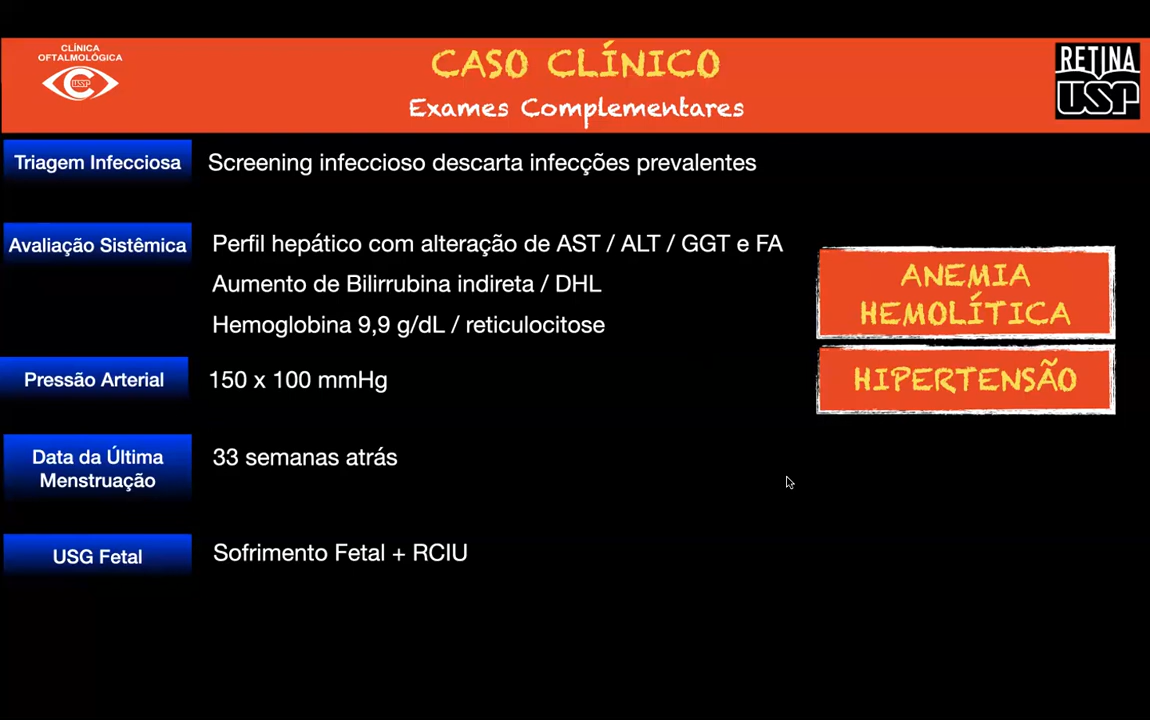 CLÍNICA
OFTALMOLÓGICA
USP
CASO CLÍNICO
Exames Complementares
RETINA
USP
Triagem Infecciosa
Screening infeccioso descarta infecções prevalentes
Avaliação Sistêmica
Perfil hepático com alteração de AST / ALT / GGT e FA
Aumento de Bilirrubina indireta / DHL
Hemoglobina 9,9 g/dL / reticulocitose
ANEMIA
HEMOLÍTICA
Pressão Arterial
150 x 100 mmHg
HIPERTENSÃO
Data da Última
Menstruação
33 semanas atrás
USG Fetal
Sofrimento Fetal + RCIU